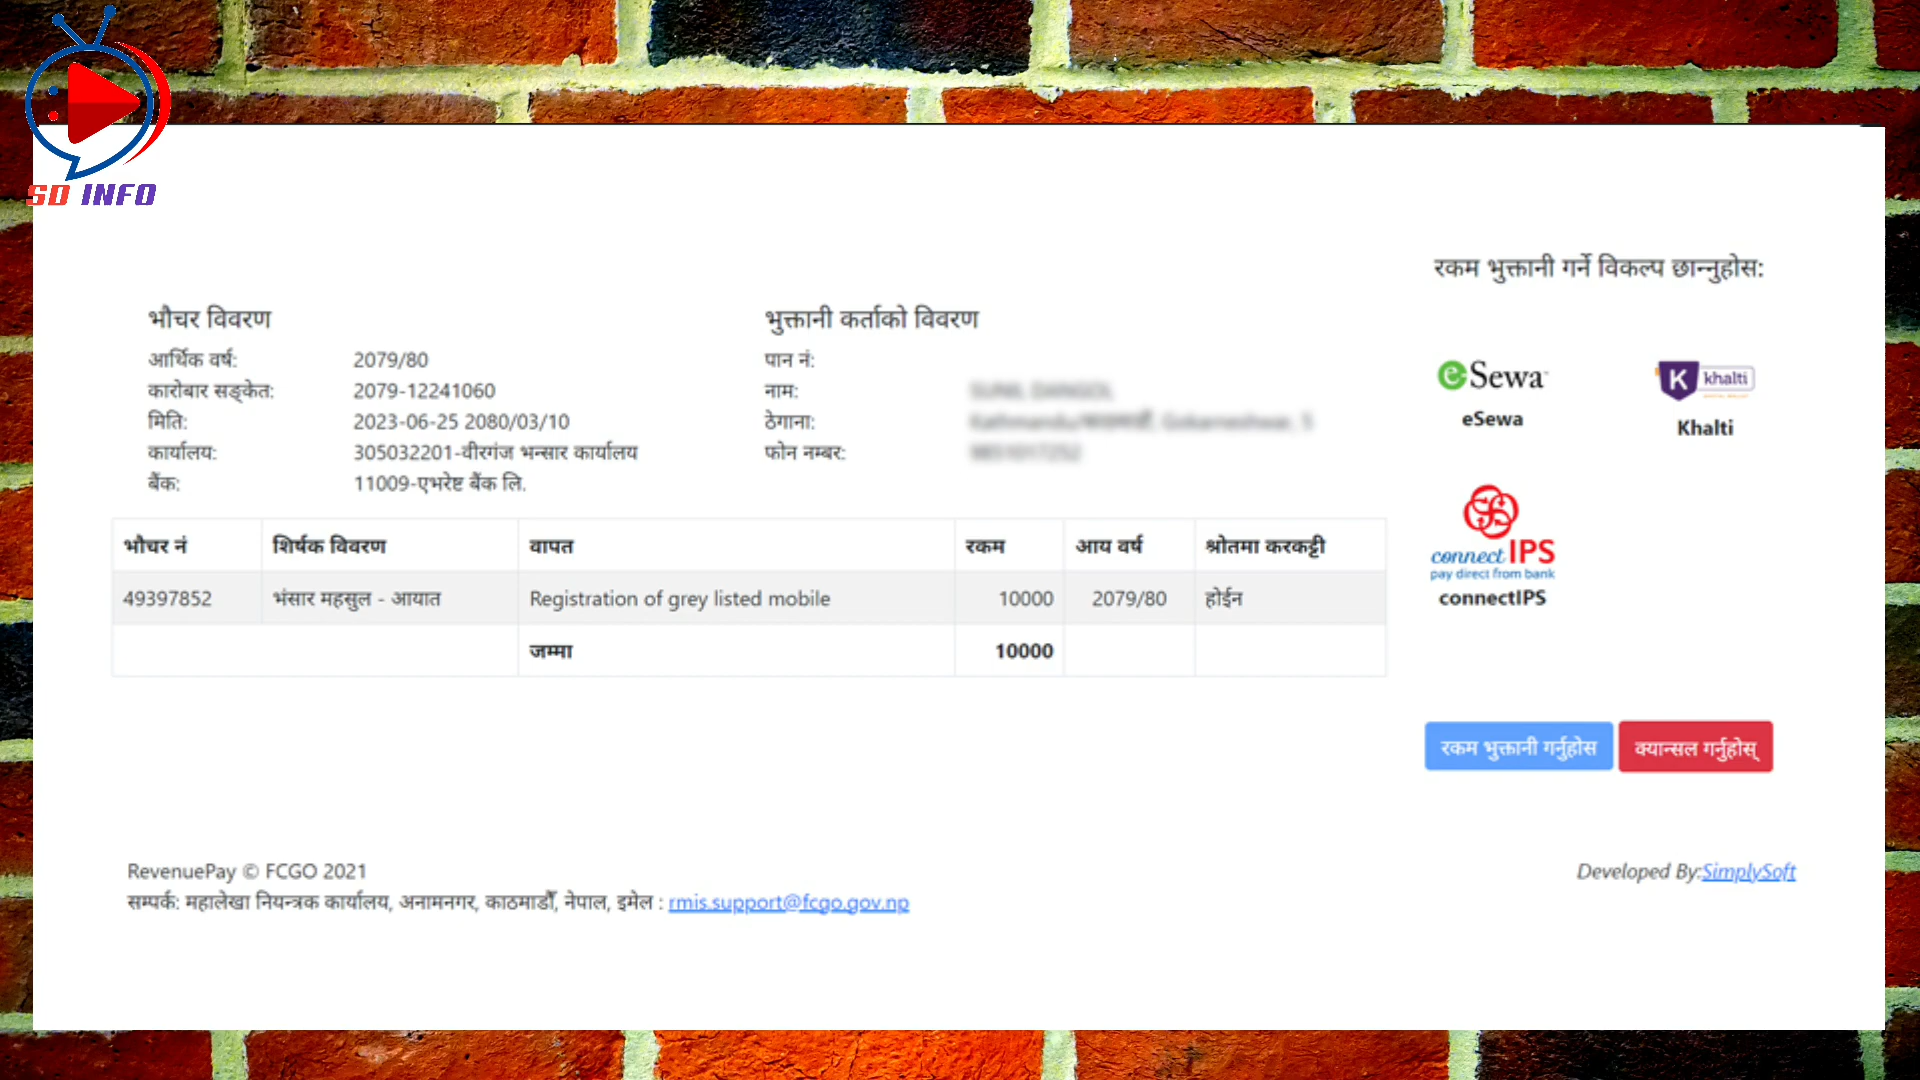 SD INFO
रकम भुक्तानी गर्ने विकल्प छान्नुहोस:
भौचर विवरण
भुक्तानी कर्ताको विवरण
आर्थिक वर्ष: 2079/80
पान नं:
कारोबार सङ्केत: 2079-12241060
नाम:
मिति: 2023-06-25 2080/03/10
ठेगाना:
कार्यालय: 305032201-वीरगंज भन्सार कार्यालय
फोन नम्बर:
बैंक: 11009-एभरेष्ट बैंक लि.
eSewa
eSewa
khalti
Khalti
connectIPS
pay direct from bank
connectIPS
भौचर नं शिर्षक विवरण वापत रकम आय वर्ष श्रोतमा करकट्टी
49397852 भंसार महसुल - आयात Registration of grey listed mobile 10000 2079/80 होईन
जम्मा 10000
रकम भुक्तानी गर्नुहोस क्यान्सल गर्नुहोस्
RevenuePay © FCGO 2021
Developed By:SimplySoft
सम्पर्क: महालेखा नियन्त्रक कार्यालय, अनामनगर, काठमाडौँ, नेपाल, इमेल : rmis.support@fcgo.gov.np